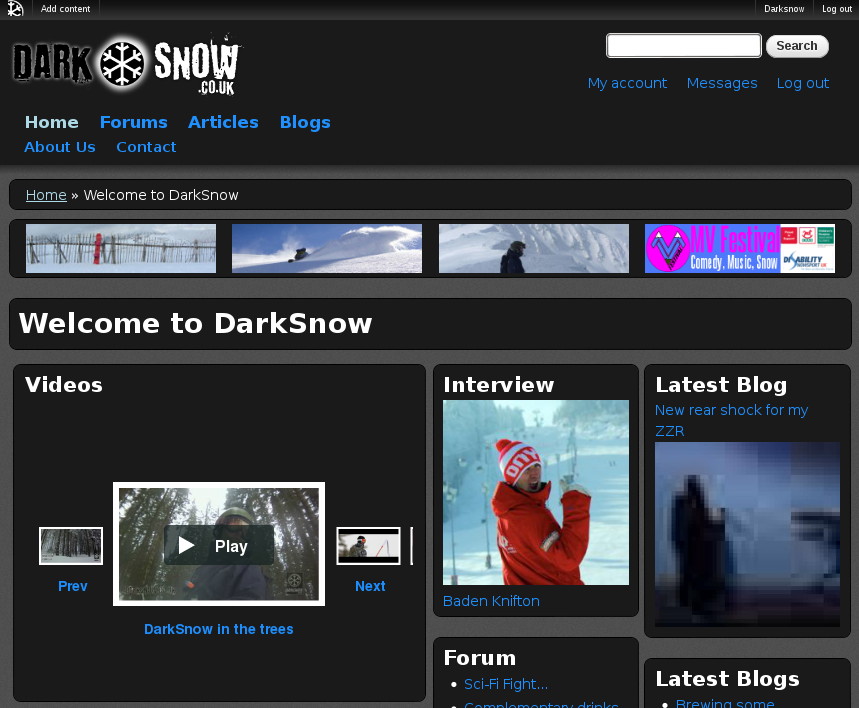 Add content
Darksnow
Log out
DARK SNOW
.CO.UK
Search
My account
Messages
Log out
Home
Forums
Articles
Blogs
About Us
Contact
Home » Welcome to DarkSnow
MV Festival
Comedy, Music, Snow
DISABILITY
SNOWSPORT UK
Welcome to DarkSnow
Videos
Play
Prev
Next
DarkSnow in the trees
Interview
Baden Knifton
Forum
Sci-Fi Fight...
Complementary drinks
Latest Blog
New rear shock for my
ZZR
Latest Blogs
Brewing some